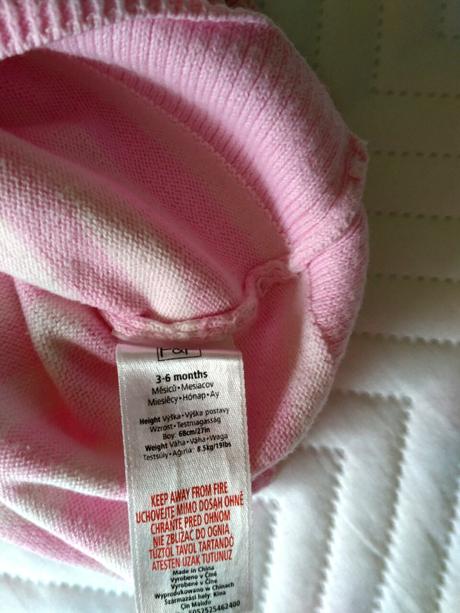 F&F
3-6 months
Měsíců • Mesiacov
Miesięcy • Hónap • Ay
Height Výška • Výška postavy
Wzrost • Testmagasság
Boy: 68cm/27in
Weight Váha • Váha • Waga
Testsúly • Ağırlık: 8.5kg/19lbs
KEEP AWAY FROM FIRE
UCHOVEJTE MIMO DOSAH OHNĚ
CHRÁŇTE PRED OHŇOM
NIE ZBLIŻAĆ DO OGNIA
TŰZTŐL TÁVOL TARTANDÓ
ATEŞTEN UZAK TUTUNUZ
Made in China
Vyrobeno v Číně
Vyrobené v Číne
Wyprodukowano w Chinach
Származási hely: Kína
Çin Malıdır
5052525462400